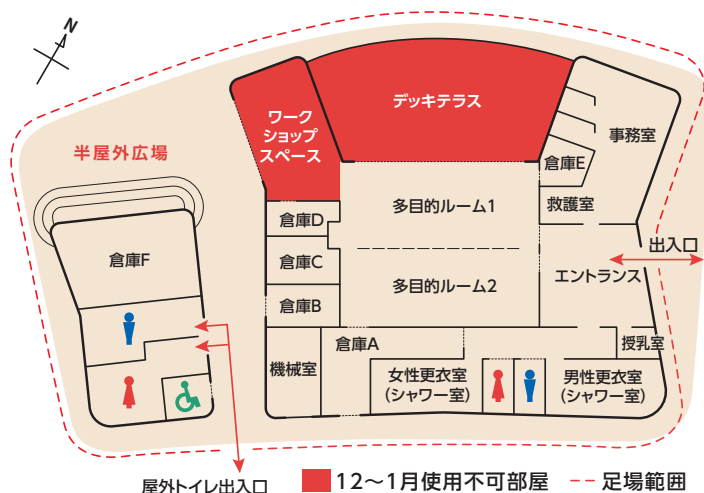 N
デッキテラス
ワーク
ショップ
スペース
半屋外広場
事務室
倉庫E
救護室
倉庫D
多目的ルーム1
出入口
倉庫F
倉庫C
多目的ルーム2
エントランス
倉庫B
倉庫A
機械室
授乳室
女性更衣室
(シャワー室)
男性更衣室
(シャワー室)
屋外トイレ出入口
12〜1月使用不可部屋
足場範囲